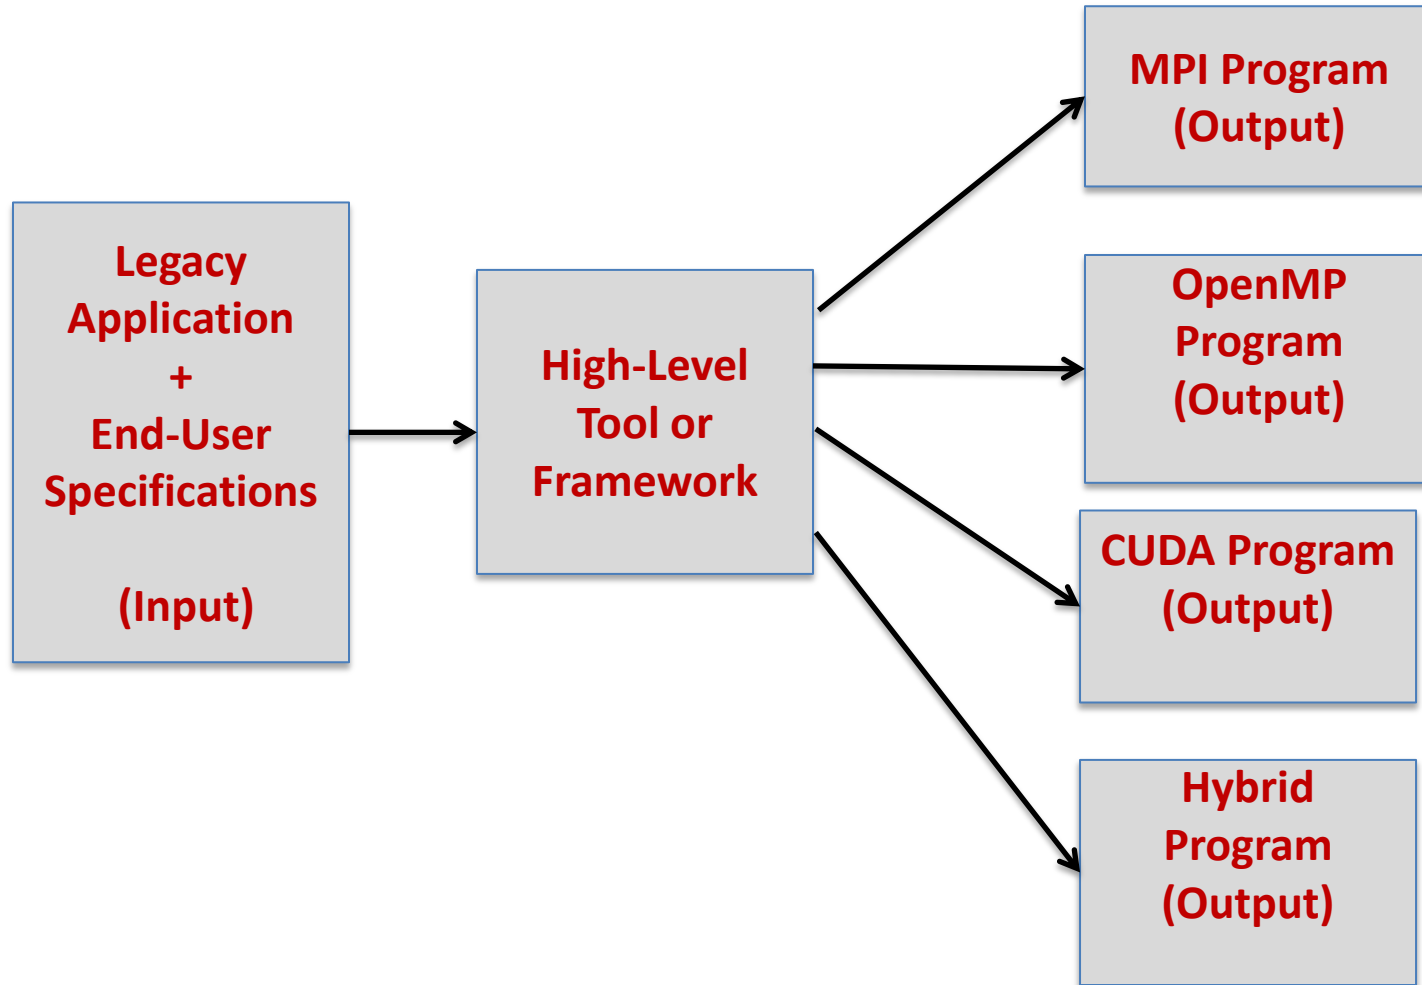 Legacy
Application
+
End-User
Specifications
(Input)
High-Level
Tool or
Framework
MPI Program
(Output)
OpenMP
Program
(Output)
CUDA Program
(Output)
Hybrid
Program
(Output)